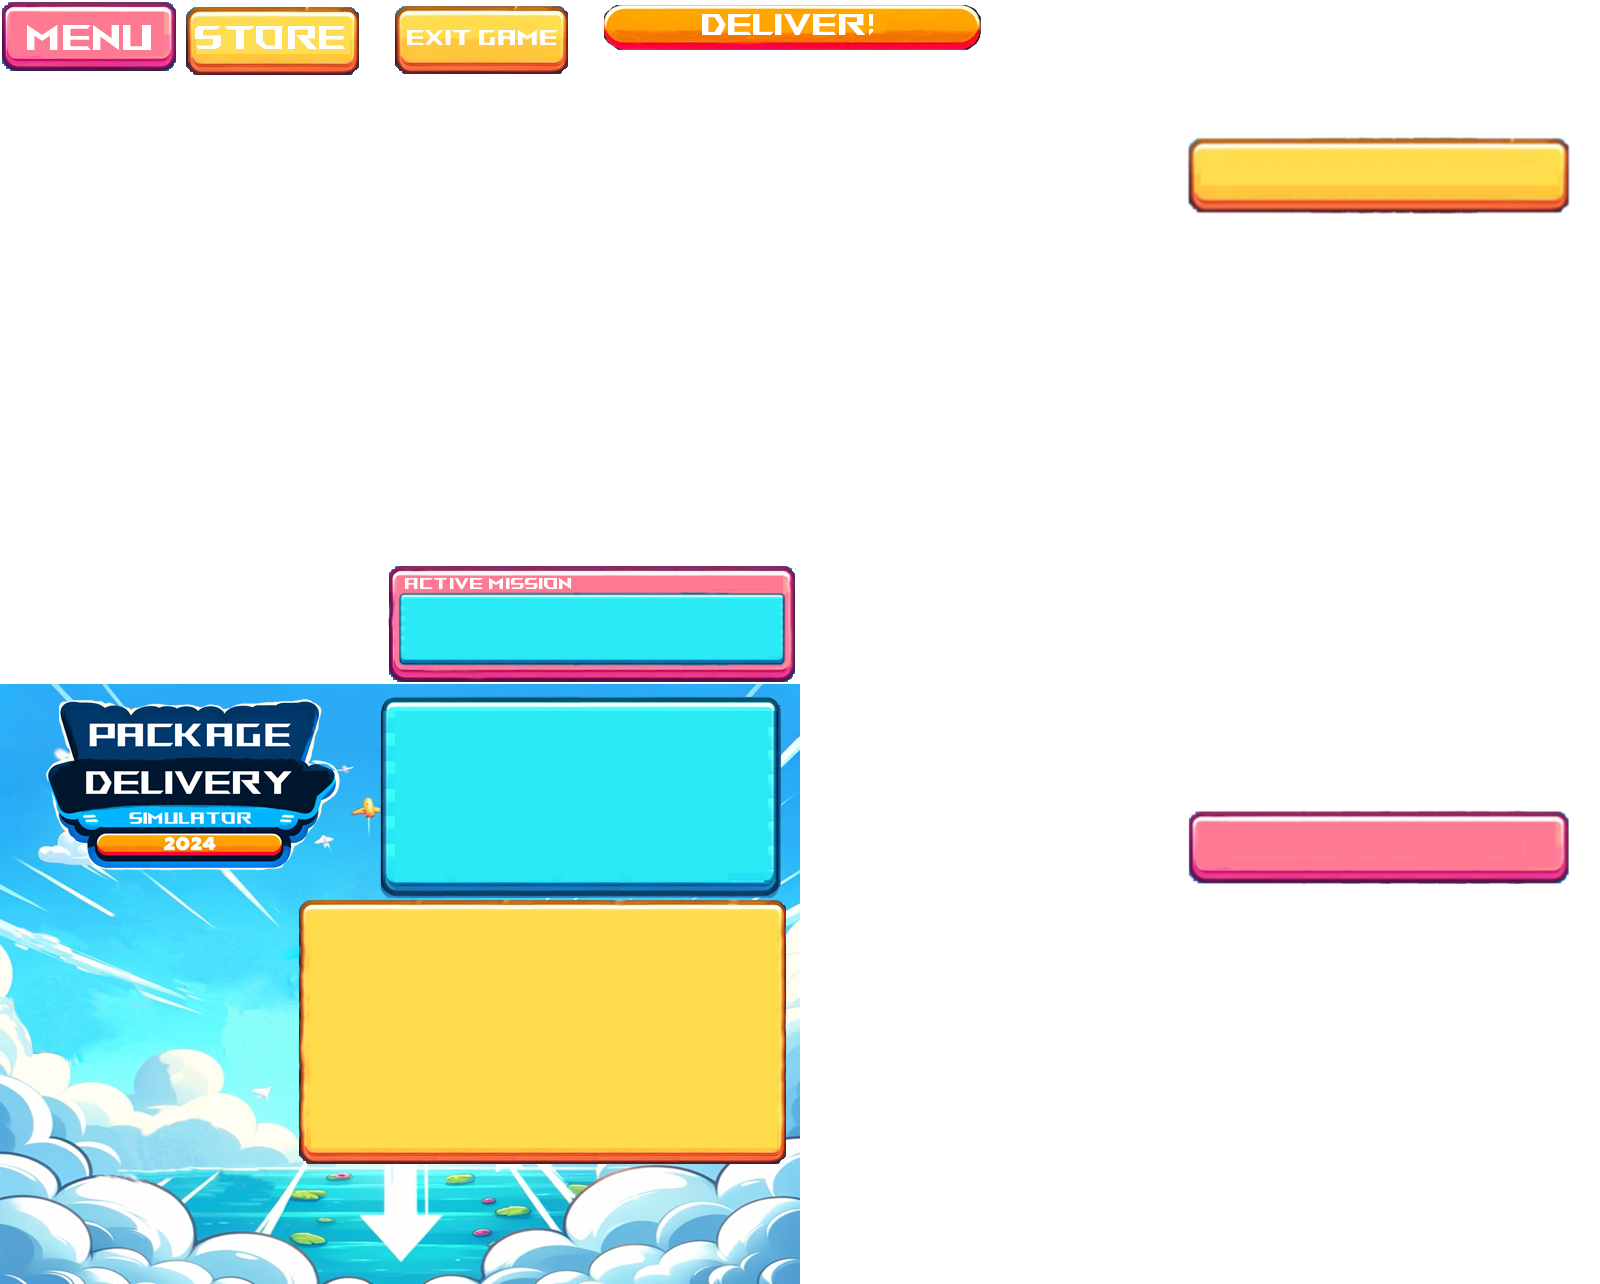 MENU
STORE
EXIT GAME
DELIVER!
ACTIVE MISSION
PACKAGE
DELIVERY
SIMULATOR
2024